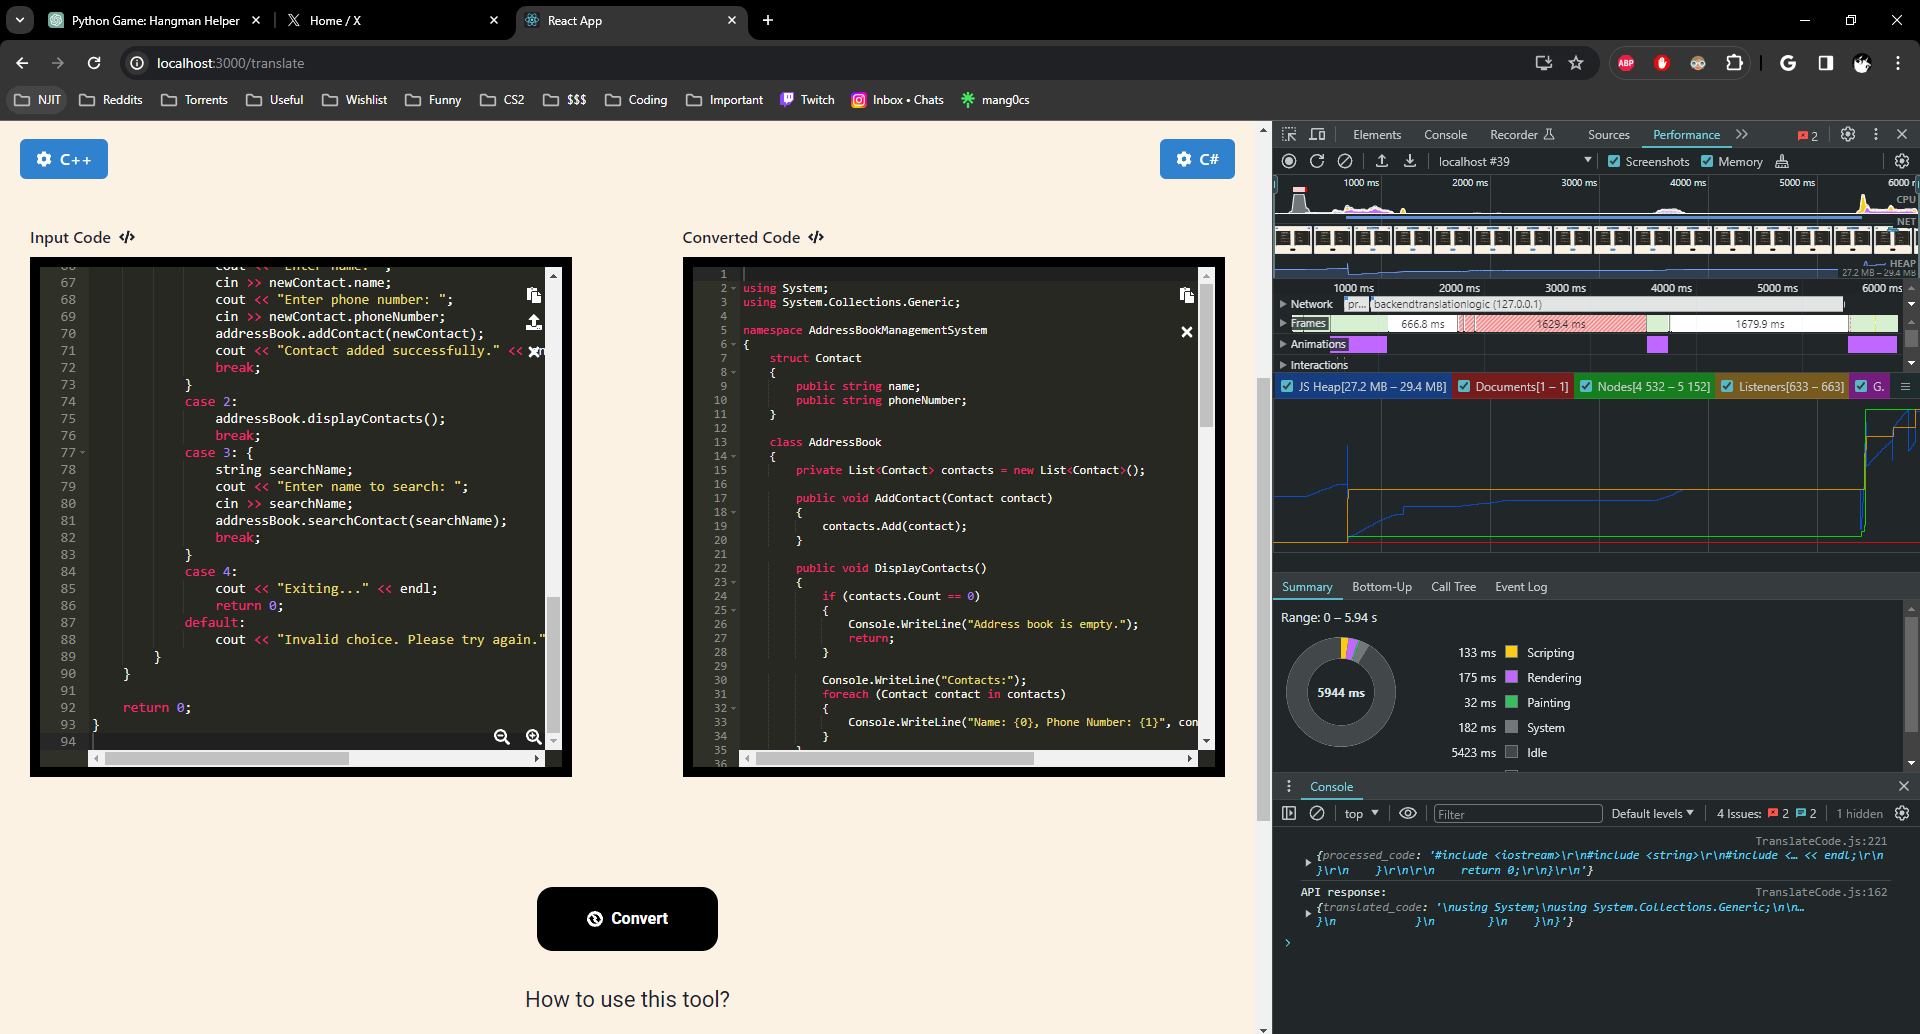 Python Game: Hangman Helper
Home / X
React App
localhost:3000/translate
ABP
NJIT
Reddits
Torrents
Useful
Wishlist
Funny
CS2
$$$
Coding
Important
Twitch
Inbox • Chats
mang0cs
C++
C#
Input Code </>
66 cout << "Enter name: ";
67 cin >> newContact.name;
68 cout << "Enter phone number: ";
69 cin >> newContact.phoneNumber;
70 addressBook.addContact(newContact);
71 cout << "Contact added successfully." <<
72 break;
73 }
74 case 2:
75 addressBook.displayContacts();
76 break;
77 case 3: {
78 string searchName;
79 cout << "Enter name to search: ";
80 cin >> searchName;
81 addressBook.searchContact(searchName);
82 break;
83 }
84 case 4:
85 cout << "Exiting..." << endl;
86 return 0;
87 default:
88 cout << "Invalid choice. Please try again."
89 }
90 }
91
92 return 0;
93 }
94
Converted Code </>
1
2 using System;
3 using System.Collections.Generic;
4
5 namespace AddressBookManagementSystem
6 {
7 struct Contact
8 {
9 public string name;
10 public string phoneNumber;
11 }
12
13 class AddressBook
14 {
15 private List<Contact> contacts = new List<Contact>();
16
17 public void AddContact(Contact contact)
18 {
19 contacts.Add(contact);
20 }
21
22 public void DisplayContacts()
23 {
24 if (contacts.Count == 0)
25 {
26 Console.WriteLine("Address book is empty.");
27 return;
28 }
29
30 Console.WriteLine("Contacts:");
31 foreach (Contact contact in contacts)
32 {
33 Console.WriteLine("Name: {0}, Phone Number: {1}", con
34 }
35 }
36
Convert
How to use this tool?
Elements
Console
Recorder
Sources
Performance
2
localhost #39
Screenshots
Memory
1000 ms
2000 ms
3000 ms
4000 ms
5000 ms
6000 r
CPU
NET
HEAP
27.2 MB – 29.4 MB
1000 ms
2000 ms
3000 ms
4000 ms
5000 ms
6000 ms
Network
pr...
backendtranslationlogic (127.0.0.1)
Frames
666.8 ms
1629.4 ms
1679.9 ms
Animations
Interactions
JS Heap[27.2 MB – 29.4 MB]
Documents[1 – 1]
Nodes[4 532 – 5 152]
Listeners[633 – 663]
G.
Summary
Bottom-Up
Call Tree
Event Log
Range: 0 – 5.94 s
5944 ms
133 ms Scripting
175 ms Rendering
32 ms Painting
182 ms System
5423 ms Idle
Console
top
Filter
Default levels
4 Issues: 2 2
1 hidden
TranslateCode.js:221
{processed_code: '#include <iostream>\r\n#include <string>\r\n#include <… << endl;\r\n
}\r\n }\r\n\r\n return 0;\r\n}\r\n'}
API response:
TranslateCode.js:162
{translated_code: '\nusing System;\nusing System.Collections.Generic;\n\n…
}\n }\n }\n }\n}'}